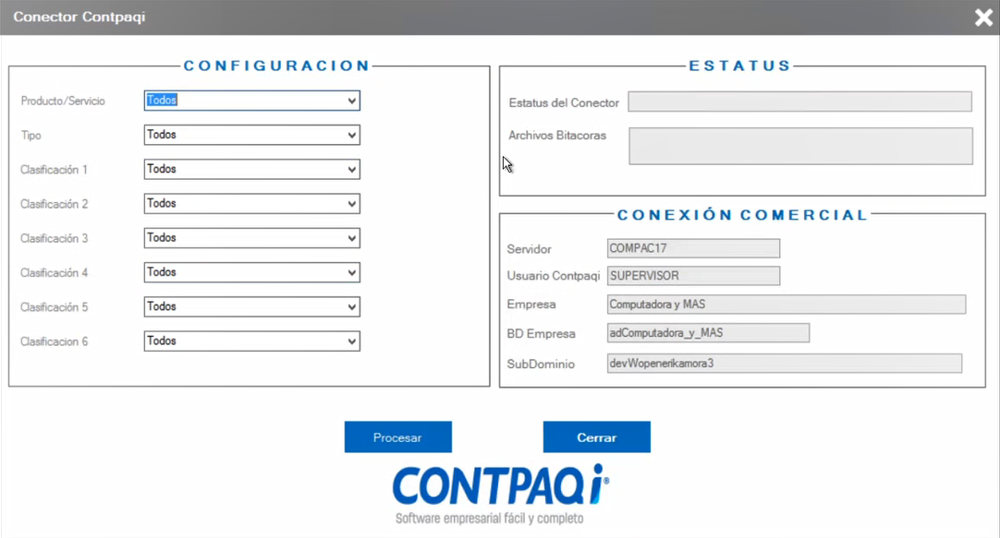 Conector Contpaqi
CONFIGURACION
Producto/Servicio Todos
Tipo Todos
Clasificación 1 Todos
Clasificación 2 Todos
Clasificación 3 Todos
Clasificación 4 Todos
Clasificación 5 Todos
Clasificacion 6 Todos
ESTATUS
Estatus del Conector
Archivos Bitacoras
CONEXIÓN COMERCIAL
Servidor COMPAC17
Usuario Contpaqi SUPERVISOR
Empresa Computadora y MAS
BD Empresa adComputadora_y_MAS
SubDominio devWopenerikamora3
Procesar Cerrar
CONTPAQi®
Software empresarial fácil y completo